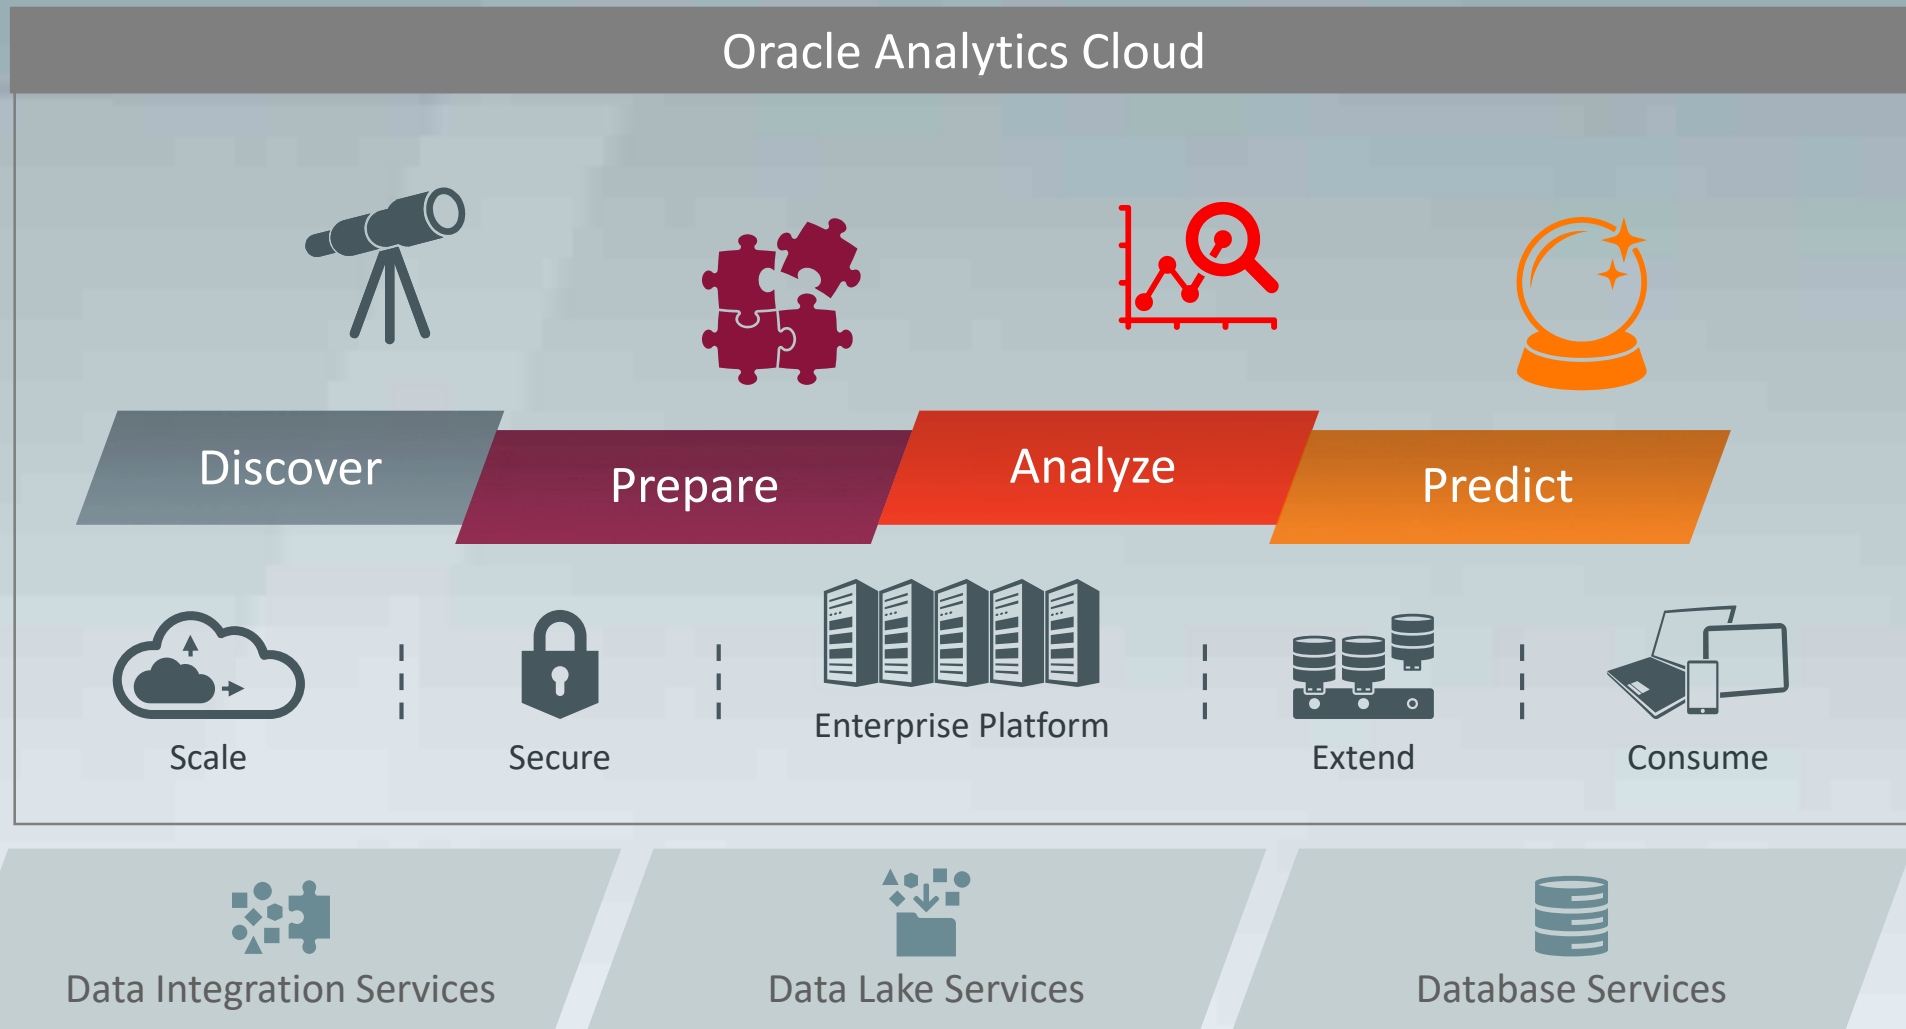 Oracle Analytics Cloud
Discover
Prepare
Analyze
Predict
Scale
Secure
Enterprise Platform
Extend
Consume
Data Integration Services
Data Lake Services
Database Services